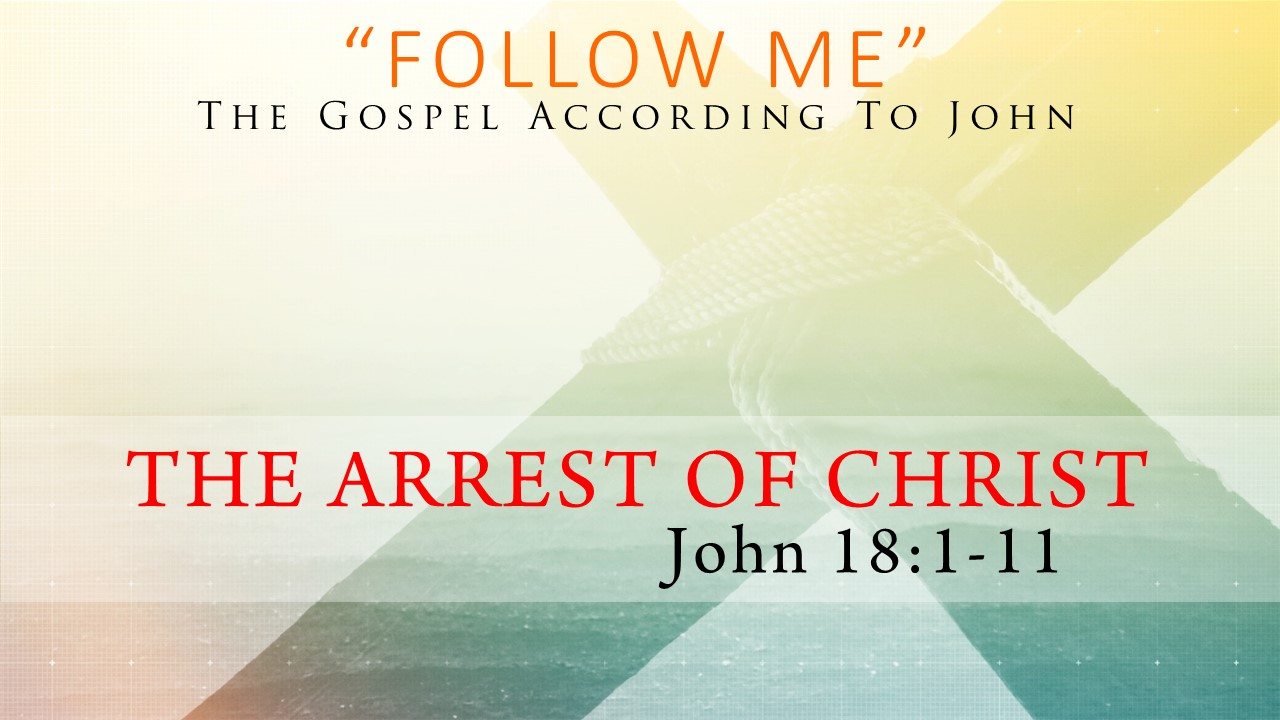 “FOLLOW ME”
The Gospel According To John
THE ARREST OF CHRIST
John 18:1-11